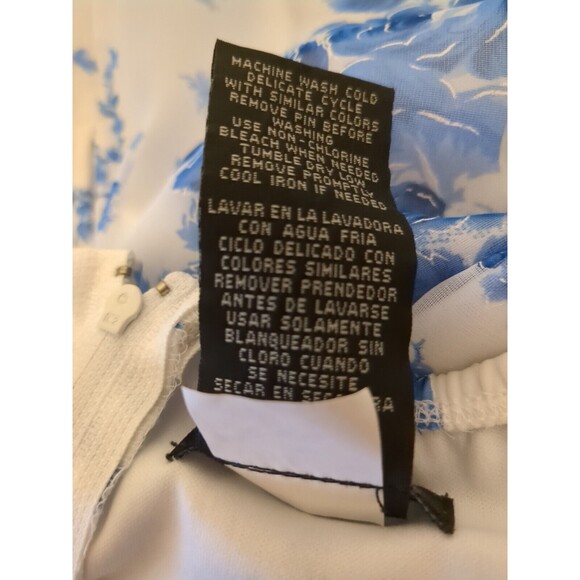 MACHINE WASH COLD
DELICATE CYCLE
WITH SIMILAR COLORS
REMOVE PIN BEFORE
WASHING
USE NON-CHLORINE
BLEACH WHEN NEEDED
TUMBLE DRY LOW
REMOVE PROMPTLY
COOL IRON IF NEEDED
LAVAR EN LA LAVADORA
CON AGUA FRIA
CICLO DELICADO CON
COLORES SIMILARES
REMOVER PRENDEDOR
ANTES DE LAVARSE
USAR SOLAMENTE
BLANQUEADOR SIN
CLORO CUANDO
SE NECESITE
SECAR EN